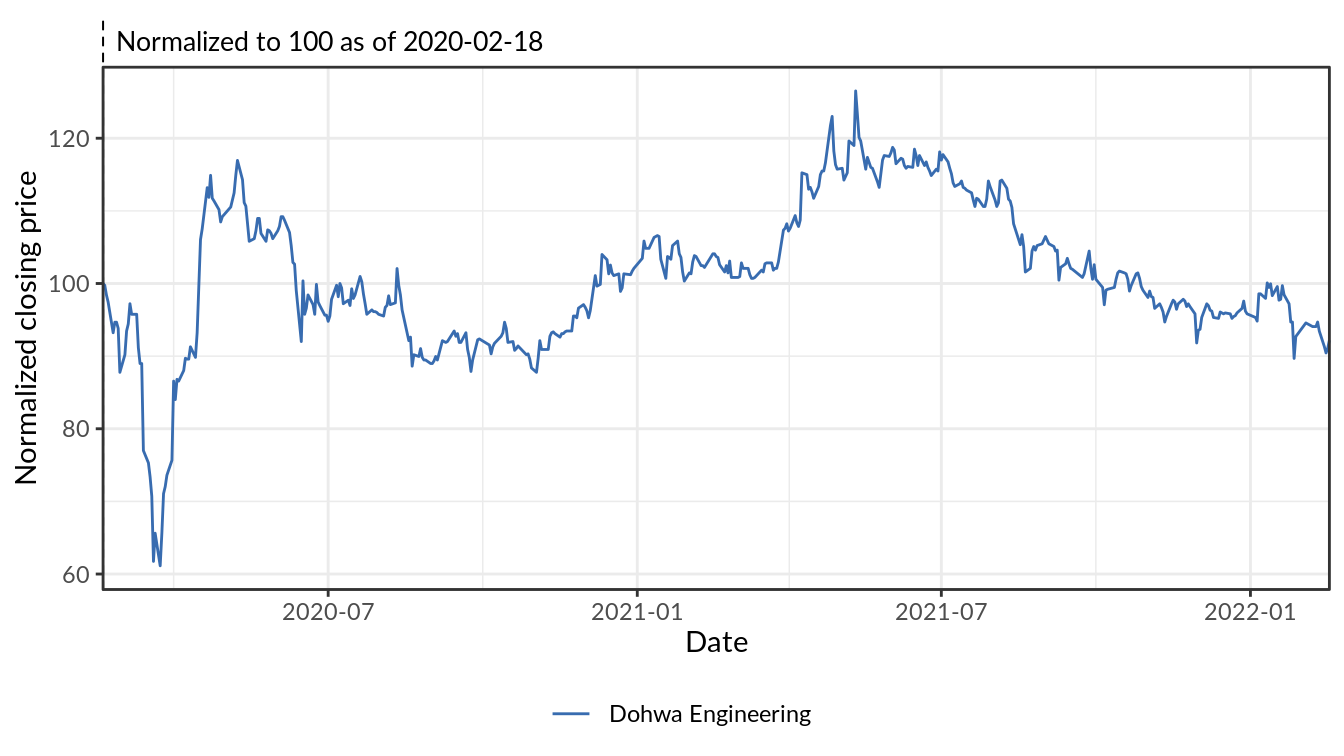 Normalized to 100 as of 2020-02-18
Normalized closing price
120
100
80
60
2020-07
2021-01
2021-07
2022-01
Date
Dohwa Engineering